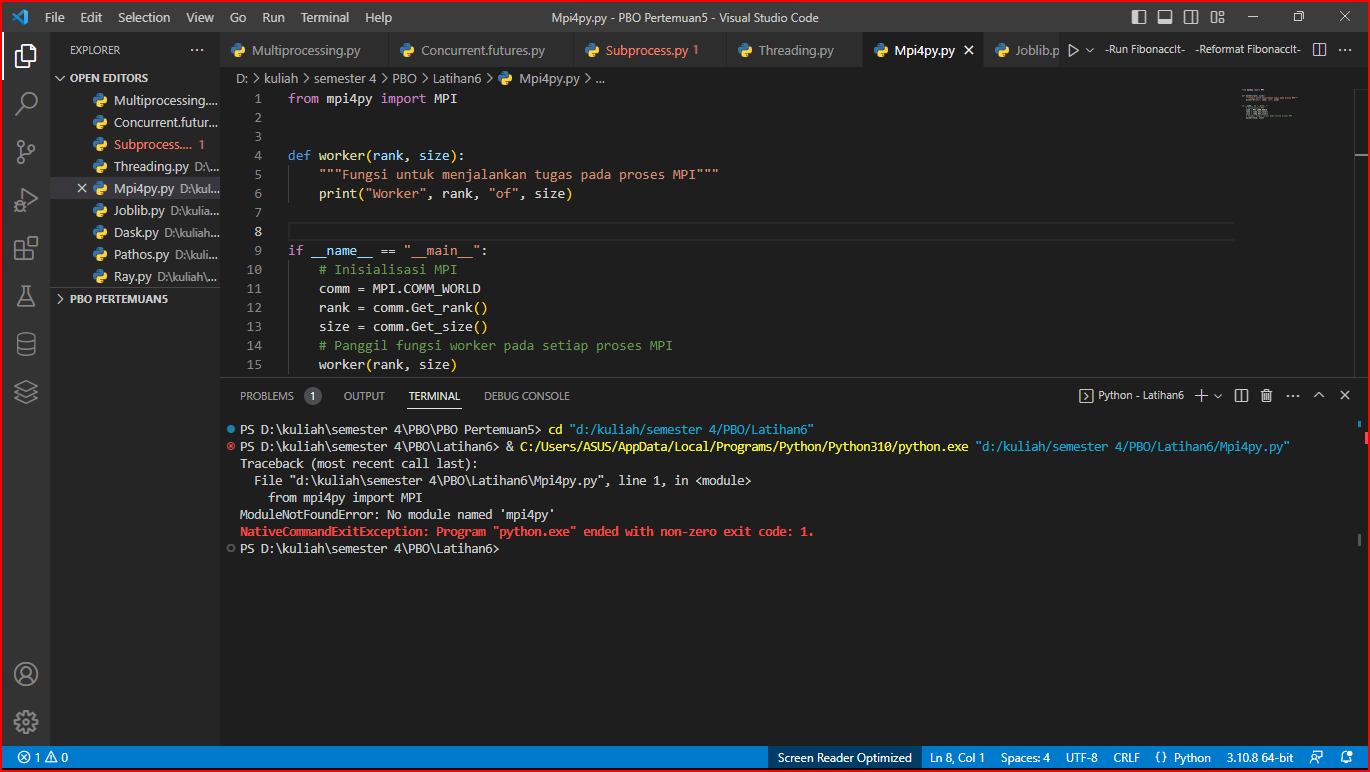 File Edit Selection View Go Run Terminal Help Mpi4py.py - PBO Pertemuan5 - Visual Studio Code
EXPLORER ···
OPEN EDITORS
Multiprocessing....
Concurrent.futur...
Subprocess.... 1
Threading.py D:\...
Mpi4py.py D:\kul...
Joblib.py D:\kulia...
Dask.py D:\kuliah...
Pathos.py D:\kuli...
Ray.py D:\kuliah\...
PBO PERTEMUAN5
Multiprocessing.py Concurrent.futures.py Subprocess.py 1 Threading.py Mpi4py.py Joblib.p -Run FibonaccIt- -Reformat FibonaccIt- ···
D: > kuliah > semester 4 > PBO > Latihan6 > Mpi4py.py > ...
1 from mpi4py import MPI
2
3
4 def worker(rank, size):
5 """Fungsi untuk menjalankan tugas pada proses MPI"""
6 print("Worker", rank, "of", size)
7
8
9 if __name__ == "__main__":
10 # Inisialisasi MPI
11 comm = MPI.COMM_WORLD
12 rank = comm.Get_rank()
13 size = comm.Get_size()
14 # Panggil fungsi worker pada setiap proses MPI
15 worker(rank, size)
PROBLEMS 1 OUTPUT TERMINAL DEBUG CONSOLE Python - Latihan6 ···
PS D:\kuliah\semester 4\PBO\PBO Pertemuan5> cd "d:/kuliah/semester 4/PBO/Latihan6"
PS D:\kuliah\semester 4\PBO\Latihan6> & C:/Users/ASUS/AppData/Local/Programs/Python/Python310/python.exe "d:/kuliah/semester 4/PBO/Latihan6/Mpi4py.py"
Traceback (most recent call last):
File "d:\kuliah\semester 4\PBO\Latihan6\Mpi4py.py", line 1, in <module>
from mpi4py import MPI
ModuleNotFoundError: No module named 'mpi4py'
NativeCommandExitException: Program "python.exe" ended with non-zero exit code: 1.
PS D:\kuliah\semester 4\PBO\Latihan6>
1 0 Screen Reader Optimized Ln 8, Col 1 Spaces: 4 UTF-8 CRLF {} Python 3.10.8 64-bit